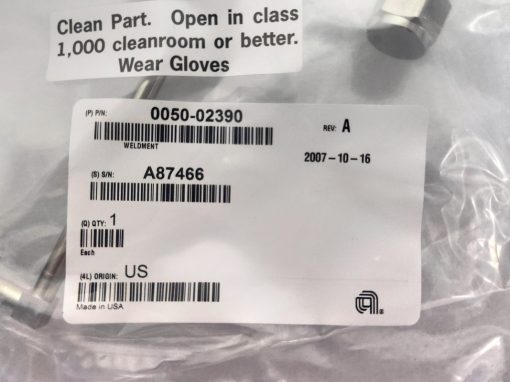 Clean Part. Open in class
1,000 cleanroom or better.
Wear Gloves
(P) P/N: 0050-02390
WELDMENT
REV: A
2007-10-16
(S) S/N: A87466
(Q) QTY: 1
Each
(4L) ORIGIN: US
Made in USA